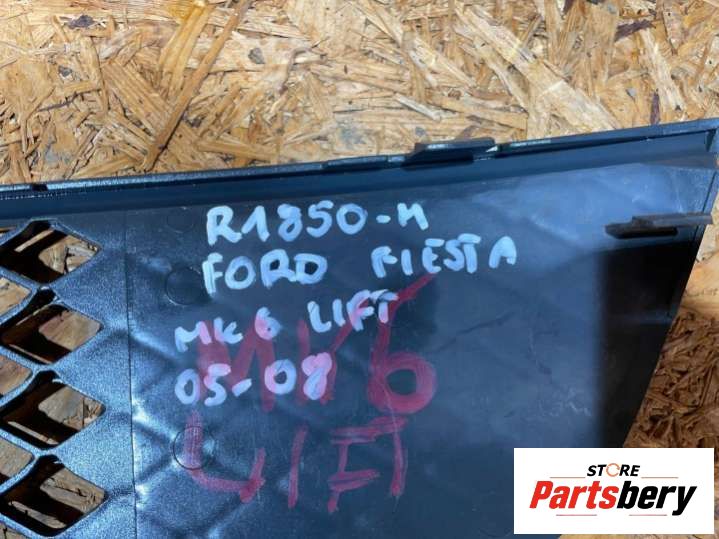 R1850-M
FORD FIESTA
MK6 LIFT
05-08
MK6
LIFT
STORE
Partsbery